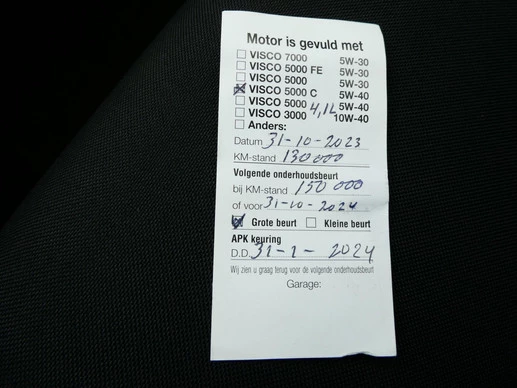 Motor is gevuld met
VISCO 7000 5W-30
VISCO 5000 FE 5W-30
VISCO 5000 5W-30
VISCO 5000 C 5W-40
VISCO 5000 4,1L 5W-40
VISCO 3000 10W-40
Anders:
Datum 31-10-2023
KM-stand 130000
Volgende onderhoudsbeurt
bij KM-stand 150 000
of voor 31-10-2024
Grote beurt Kleine beurt
APK keuring
D.D. 31-1-2024
Wij zien u graag terug voor de volgende onderhoudsbeurt
Garage: